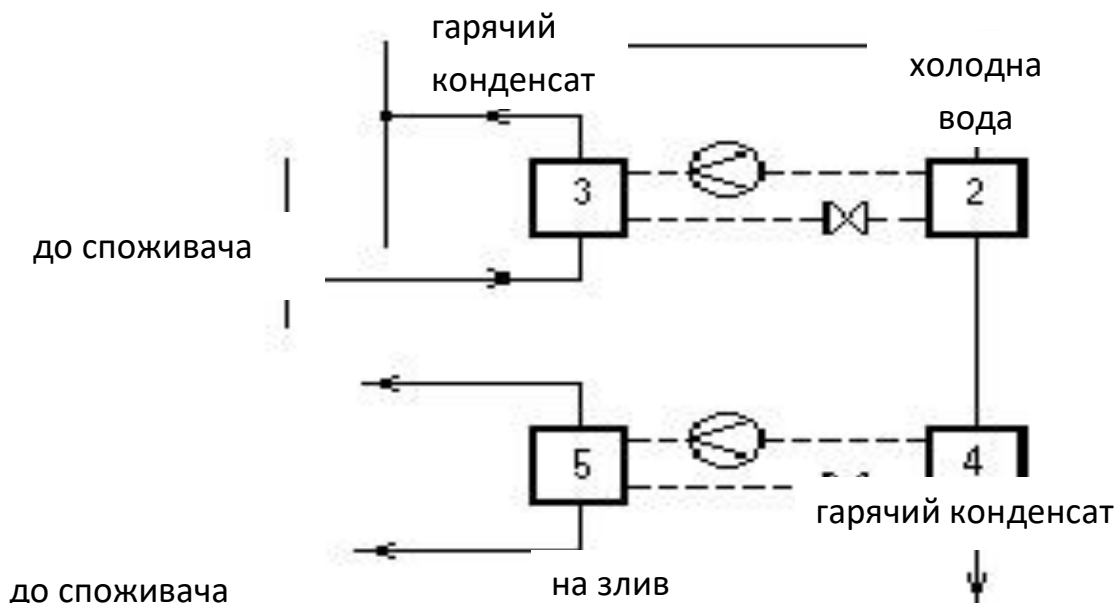 гарячий
конденсат
холодна
вода
3
2
до споживача
5
4
гарячий конденсат
на злив
до споживача